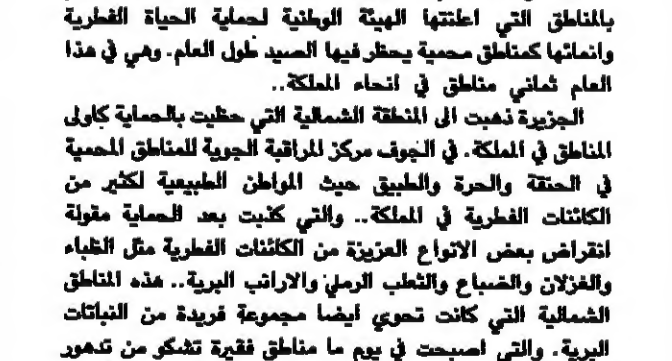 بالمناطق التي اعلنتها الهيئة الوطنية لحماية الحياة الفطرية
وانمائها كمناطق محمية يحظر فيها الصيد طول العام. وهي في هذا
العام ثماني مناطق في انحاء المملكة..
الجزيرة ذهبت الى المنطقة الشمالية التي حظيت بالحماية كاولى
المناطق في المملكة. في الجوف مركز المراقبة الجوية للمناطق المحمية
في الحنقة والحرة والطبيق حيث المواطن الطبيعية لكثير من
الكائنات الفطرية في المملكة.. والتي كذبت بعد الحماية مقولة
انقراض بعض الانواع العزيزة من الكائنات الفطرية مثل الظباء
والغزلان والضباع والثعلب الرملي والارانب البرية.. هذه المناطق
الشمالية التي كانت تحوي ايضا مجموعة فريدة من النباتات
البرية. والتي اصبحت في يوم ما مناطق فقيرة تشكو من تدهور